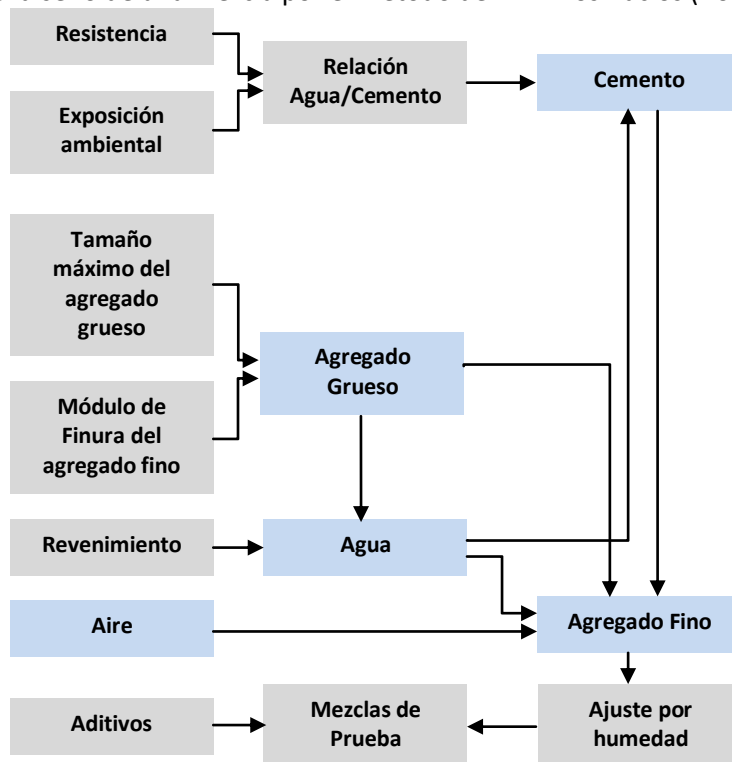 Resistencia
Exposición
ambiental
Relación
Agua/Cemento
Cemento
Tamaño
máximo del
agregado
grueso
Módulo de
Finura del
agregado fino
Agregado
Grueso
Revenimiento
Agua
Aire
Agregado Fino
Aditivos
Mezclas de
Prueba
Ajuste por
humedad